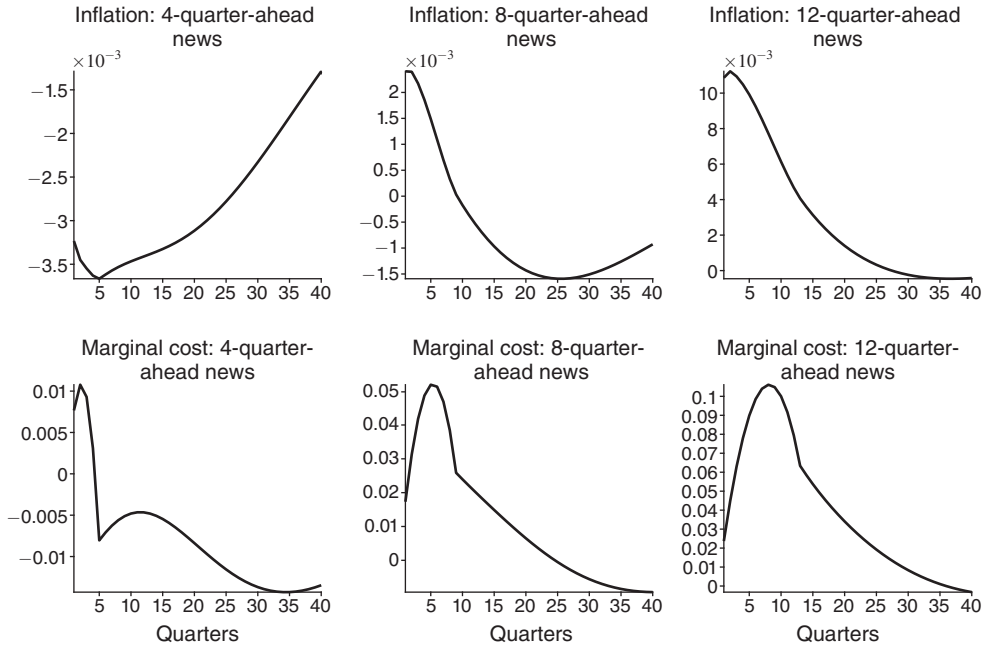 Inflation: 4-quarter-ahead
news
Inflation: 8-quarter-ahead
news
Inflation: 12-quarter-ahead
news
×10−3
−1.5
−2
−2.5
−3
−3.5
5 10 15 20 25 30 35 40
×10−3
2
1.5
1
0.5
0
−0.5
−1
−1.5
5 10 15 20 25 30 35 40
×10−3
10
8
6
4
2
0
5 10 15 20 25 30 35 40
Marginal cost: 4-quarter-
ahead news
Marginal cost: 8-quarter-
ahead news
Marginal cost: 12-quarter-
ahead news
0.01
0.005
0
−0.005
−0.01
5 10 15 20 25 30 35 40
Quarters
0.05
0.04
0.03
0.02
0.01
0
5 10 15 20 25 30 35 40
Quarters
0.1
0.09
0.08
0.07
0.06
0.05
0.04
0.03
0.02
0.01
0
5 10 15 20 25 30 35 40
Quarters